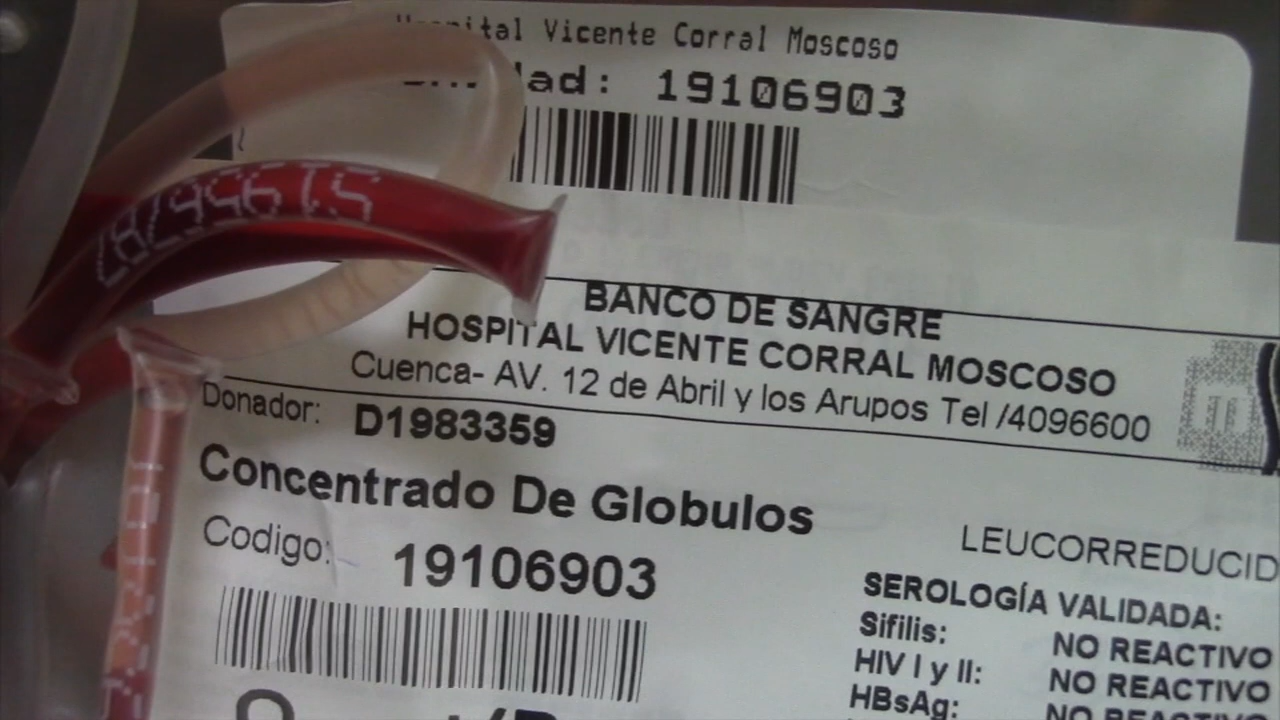 Hospital Vicente Corral Moscoso
19106903
BANCO DE SANGRE
HOSPITAL VICENTE CORRAL MOSCOSO
Cuenca- AV. 12 de Abril y los Arupos Tel /4096600
Donador: D1983359
Concentrado De Globulos
Codigo: 19106903
LEUCORREDUCID
SEROLOGÍA VALIDADA:
Sifilis: NO REACTIVO
HIV I y II: NO REACTIVO
HBsAg: NO REACTIVO